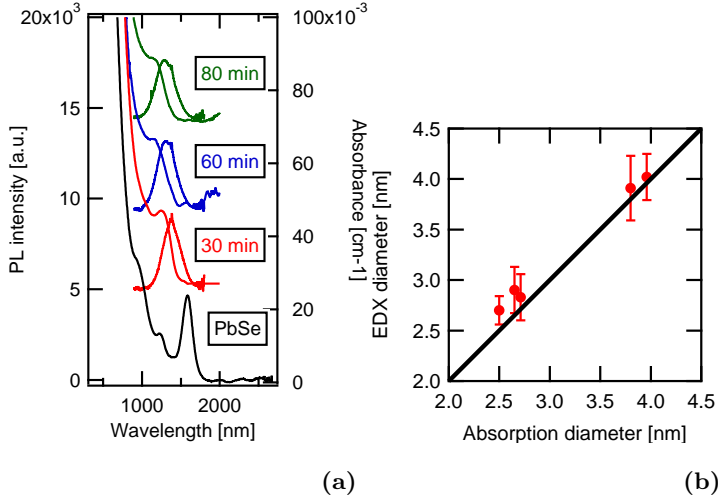 20x10³
15
10
5
0
PL intensity [a.u.]
80 min
60 min
30 min
PbSe
100x10⁻³
80
60
40
20
0
Absorbance [cm⁻¹]
1000
2000
Wavelength [nm]
(a)
4.5
4.0
3.5
3.0
2.5
2.0
EDX diameter [nm]
2.0 2.5 3.0 3.5 4.0 4.5
Absorption diameter [nm]
(b)